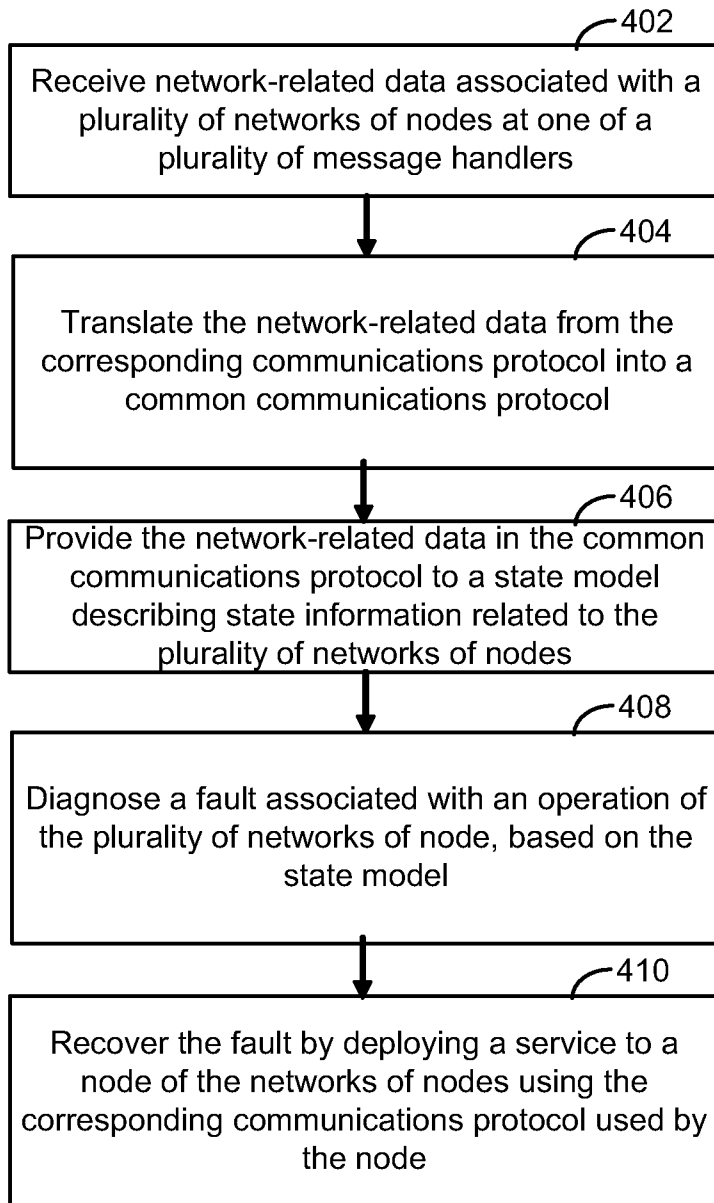 402
Receive network-related data associated with a
plurality of networks of nodes at one of a
plurality of message handlers
404
Translate the network-related data from the
corresponding communications protocol into a
common communications protocol
406
Provide the network-related data in the common
communications protocol to a state model
describing state information related to the
plurality of networks of nodes
408
Diagnose a fault associated with an operation of
the plurality of networks of node, based on the
state model
410
Recover the fault by deploying a service to a
node of the networks of nodes using the
corresponding communications protocol used by
the node